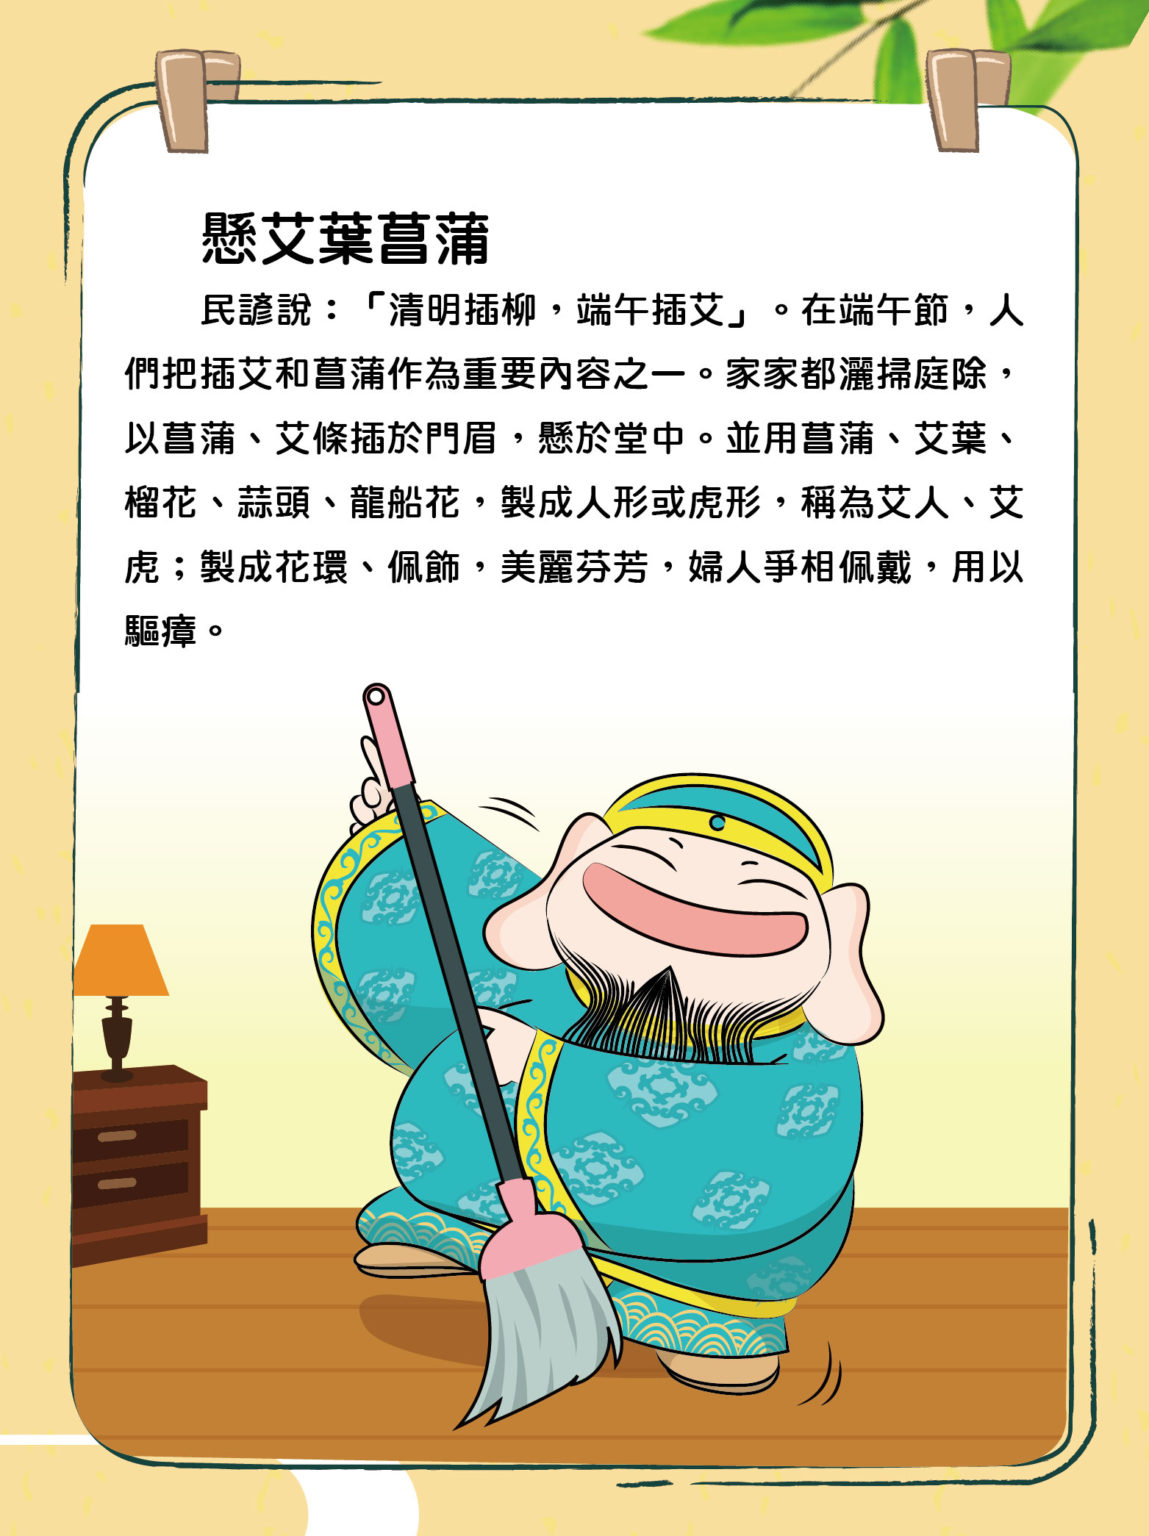 懸艾葉菖蒲
民諺說：「清明插柳，端午插艾」。在端午節，人
們把插艾和菖蒲作為重要內容之一。家家都灑掃庭除，
以菖蒲、艾條插於門眉，懸於堂中。並用菖蒲、艾葉、
榴花、蒜頭、龍船花，製成人形或虎形，稱為艾人、艾
虎；製成花環、佩飾，美麗芬芳，婦人爭相佩戴，用以
驅瘴。